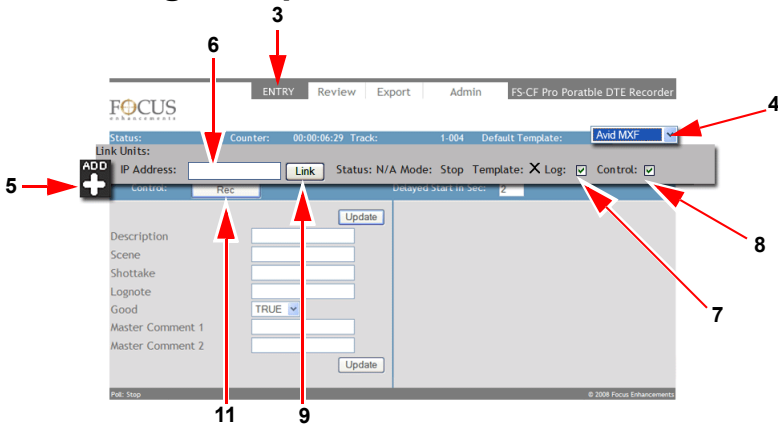 3
6
ENTRY Review Export Admin FS-CF Pro Poratble DTE Recorder
FOCUS
enhancements
4
Status: Counter: 00:00:06:29 Track: 1-004 Default Template: Avid MXF
Link Units:
ADD
5
IP Address: Link Status: N/A Mode: Stop Template: X Log: Control:
Control: Rec Delayed Start in Sec: 2
Update
Description
8
Scene
Shottake
Lognote
7
Good TRUE
Master Comment 1
Master Comment 2
Update
Poll: Stop © 2008 Focus Enhancements
11 9